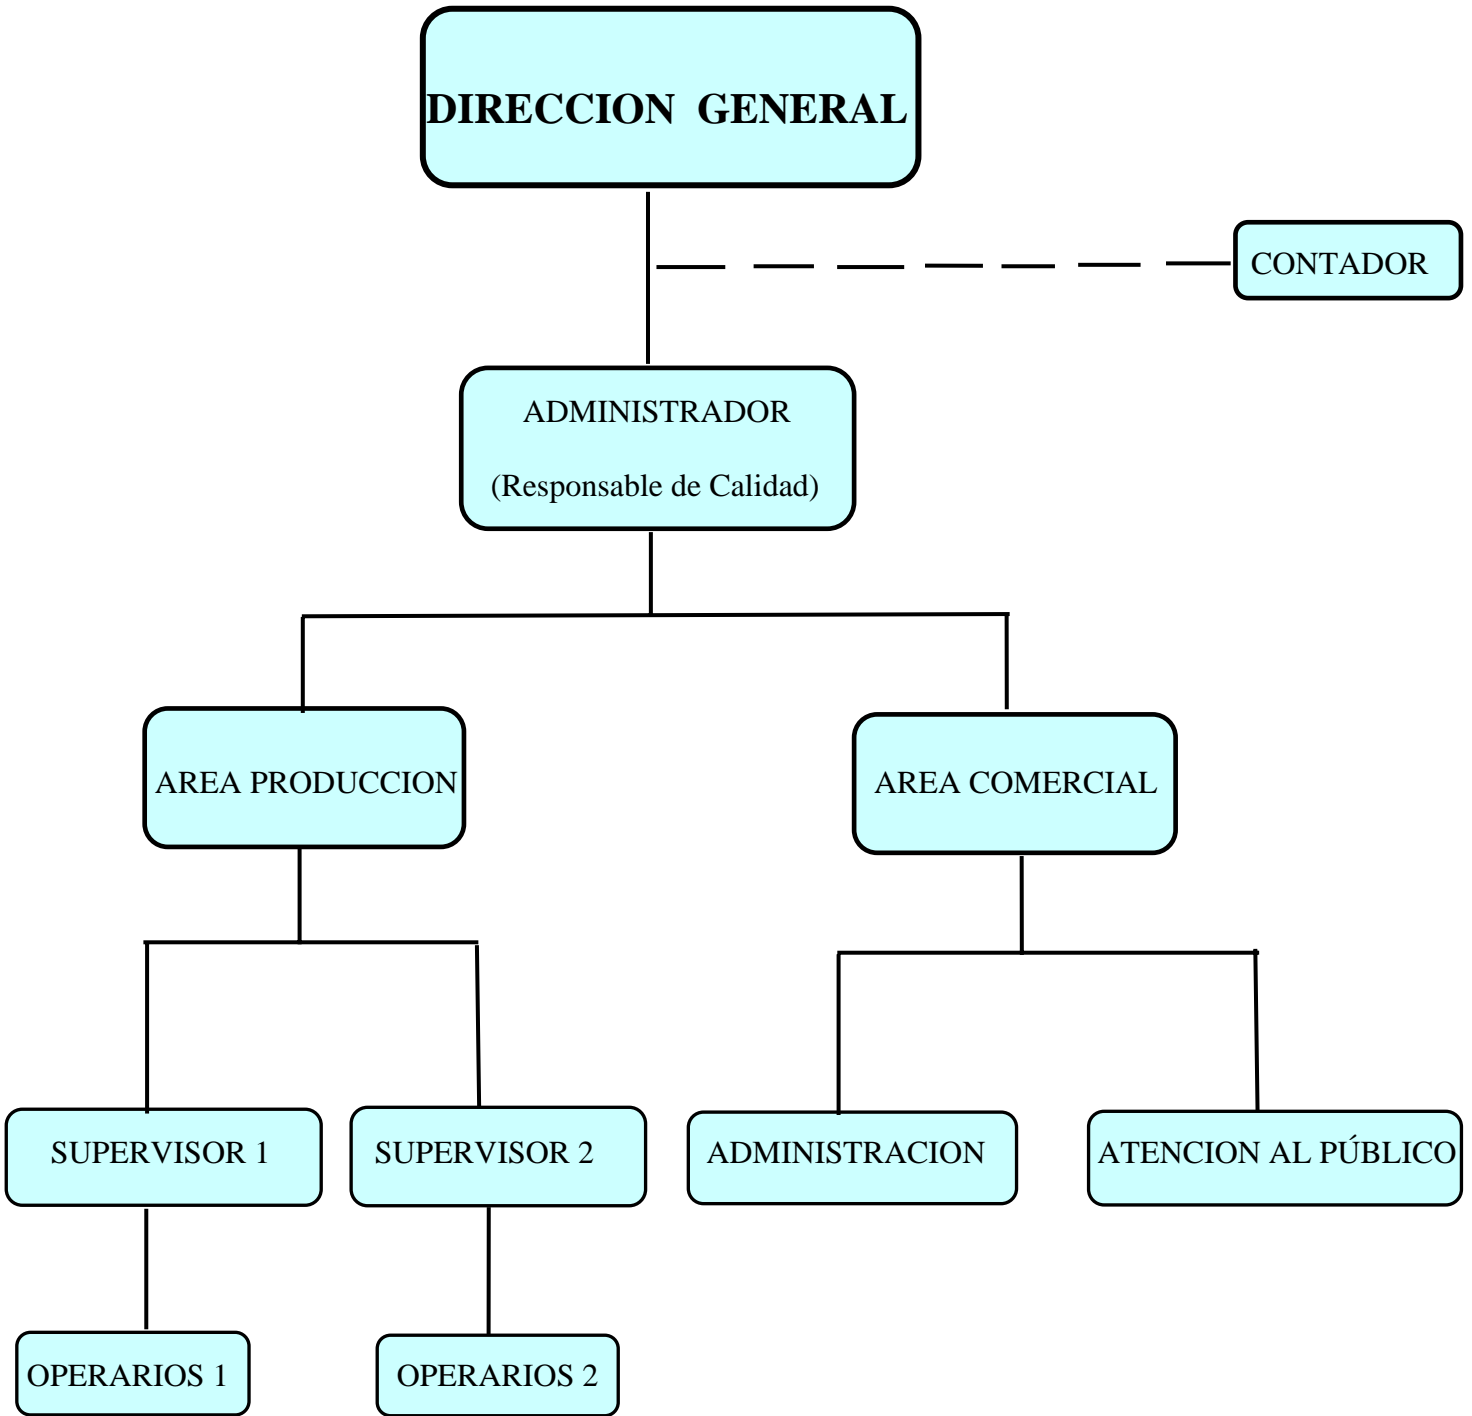 DIRECCION GENERAL
CONTADOR
ADMINISTRADOR
(Responsable de Calidad)
AREA PRODUCCION
AREA COMERCIAL
SUPERVISOR 1
SUPERVISOR 2
ADMINISTRACION
ATENCION AL PÚBLICO
OPERARIOS 1
OPERARIOS 2